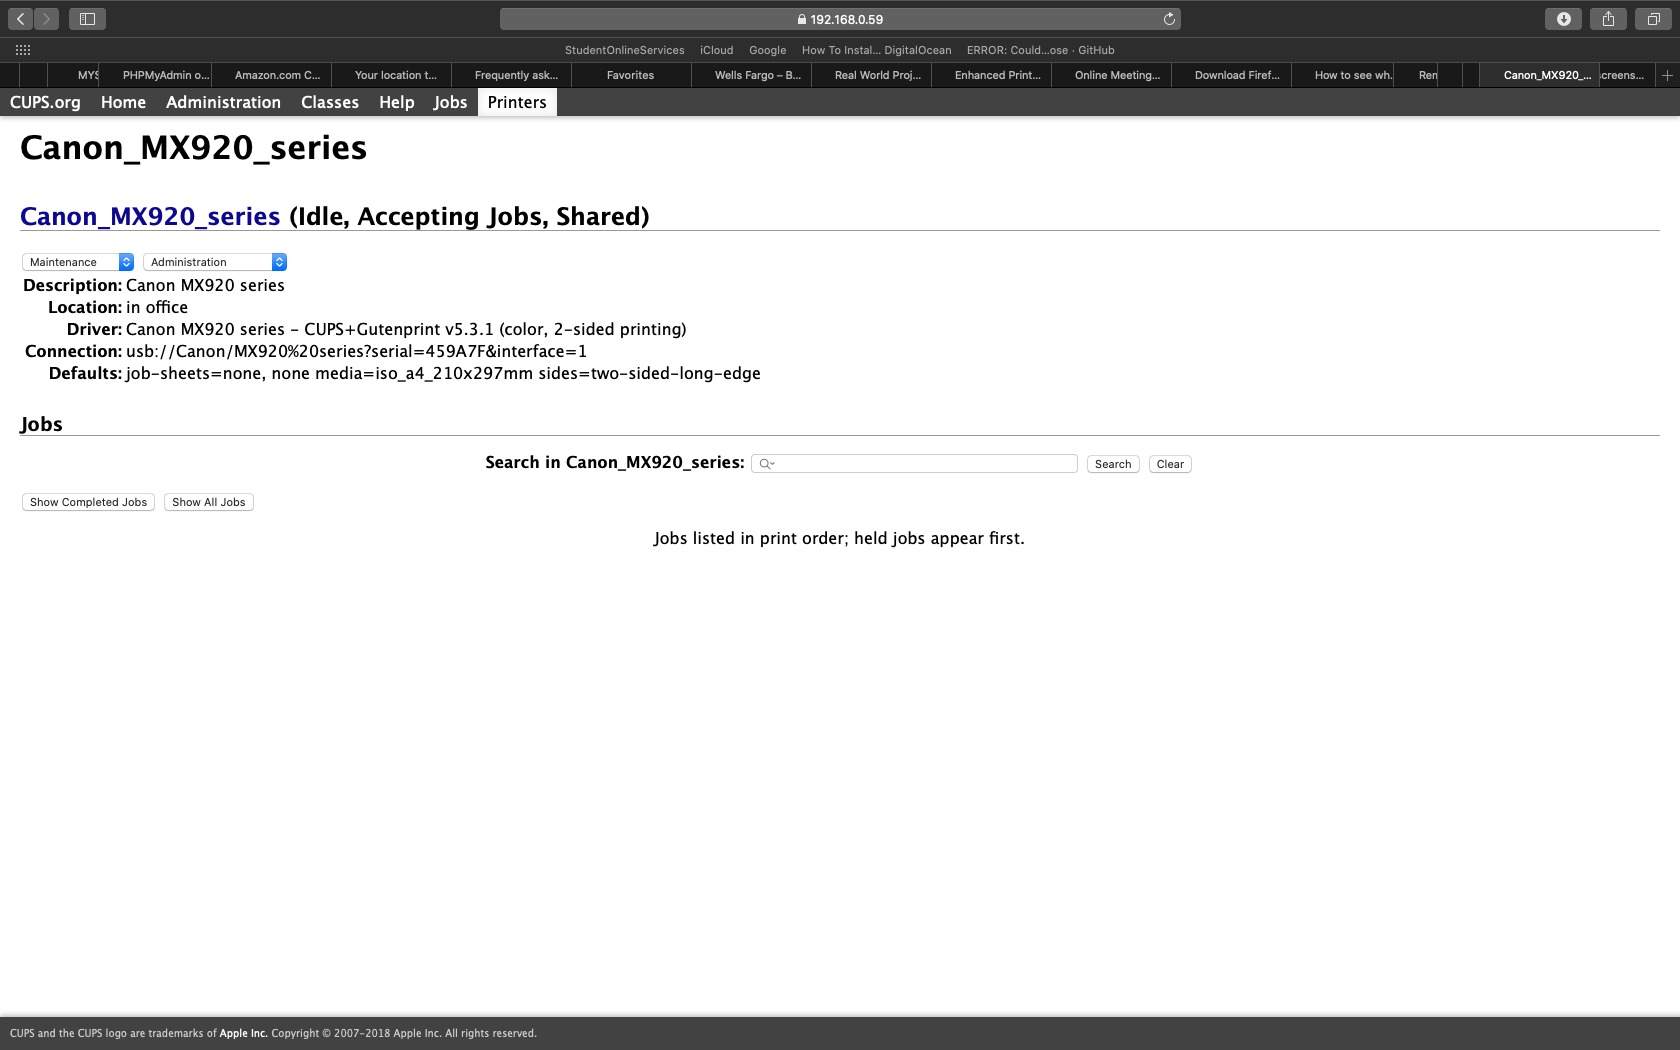 192.168.0.59
StudentOnlineServices iCloud Google How To Instal... DigitalOcean ERROR: Could...ose · GitHub
MYS PHPMyAdmin o... Amazon.com C... Your location t... Frequently ask... Favorites Wells Fargo – B... Real World Proj... Enhanced Print... Online Meeting... Download Firef... How to see wh. Ren Canon_MX920_... creens...
CUPS.org Home Administration Classes Help Jobs Printers
Canon_MX920_series
Canon_MX920_series (Idle, Accepting Jobs, Shared)
Maintenance Administration
Description: Canon MX920 series
Location: in office
Driver: Canon MX920 series - CUPS+Gutenprint v5.3.1 (color, 2-sided printing)
Connection: usb://Canon/MX920%20series?serial=459A7F&interface=1
Defaults: job-sheets=none, none media=iso_a4_210x297mm sides=two-sided-long-edge
Jobs
Search in Canon_MX920_series: Search Clear
Show Completed Jobs Show All Jobs
Jobs listed in print order; held jobs appear first.
CUPS and the CUPS logo are trademarks of Apple Inc. Copyright © 2007-2018 Apple Inc. All rights reserved.